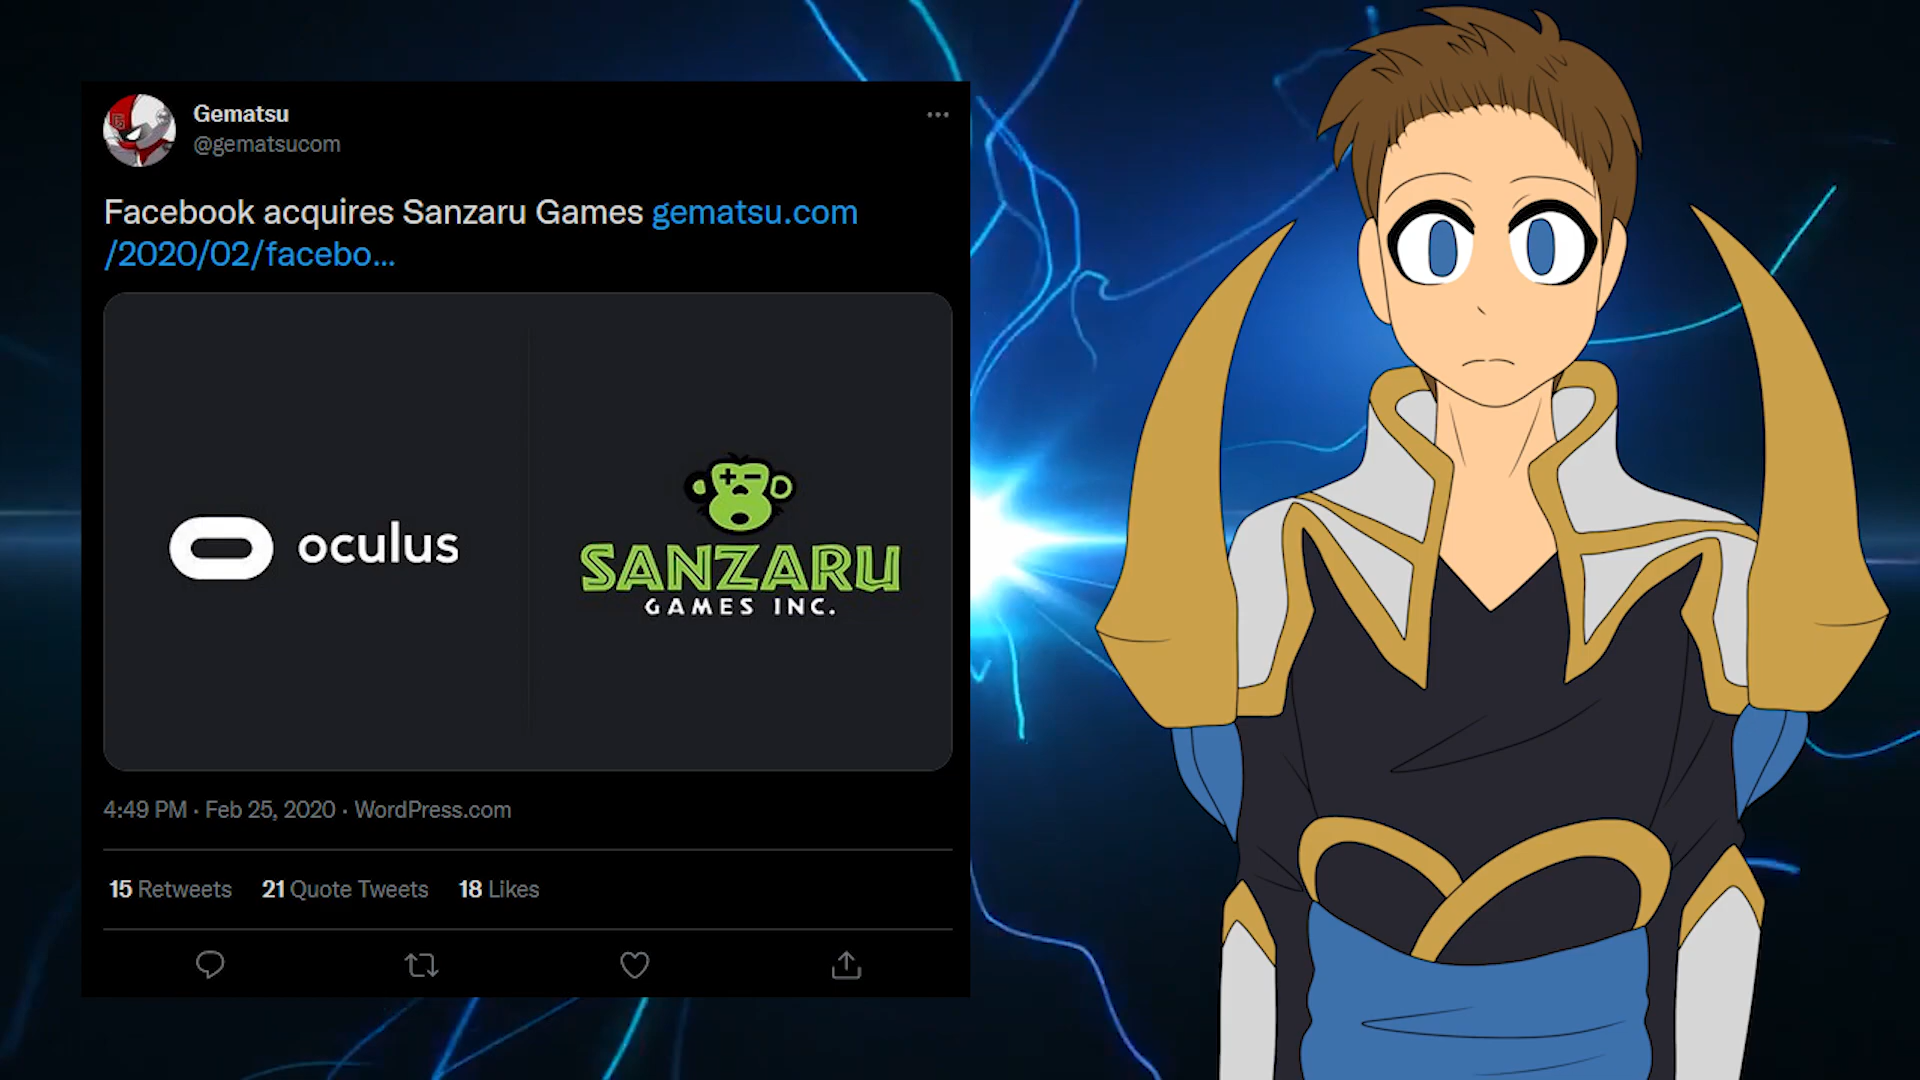 Gematsu
@gematsucom
Facebook acquires Sanzaru Games gematsu.com
/2020/02/facebo...
oculus
SANZARU
GAMES INC.
4:49 PM · Feb 25, 2020 · WordPress.com
15 Retweets 21 Quote Tweets 18 Likes